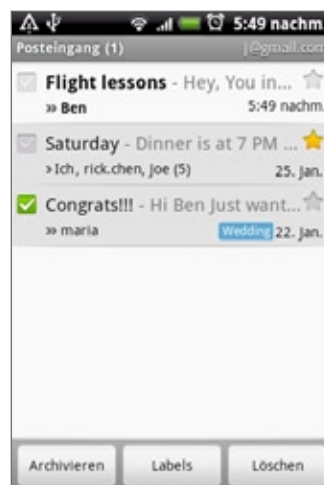 5:49 nachm.
Posteingang (1) j@gmail.com
Flight lessons - Hey, You in...
» Ben 5:49 nachm.
Saturday - Dinner is at 7 PM ...
› Ich, rick.chen, Joe (5) 25. Jan.
Congrats!!! - Hi Ben Just want...
» maria Wedding 22. Jan.
Archivieren Labels Löschen